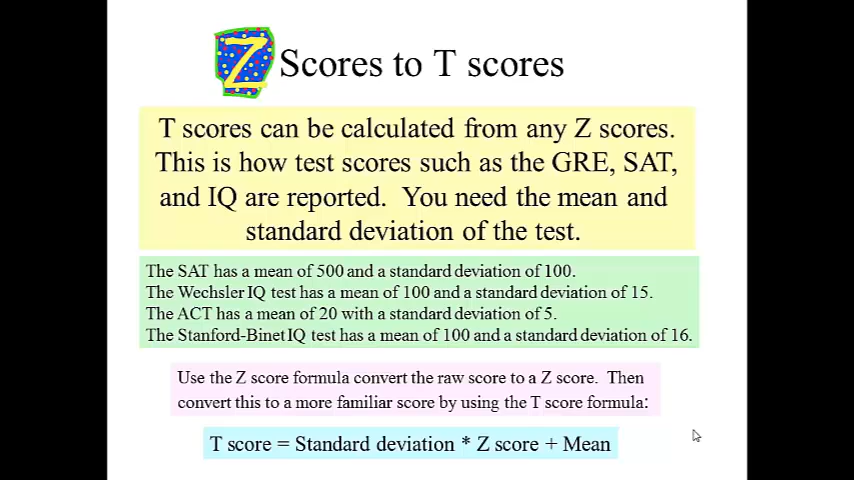 Z Scores to T scores
T scores can be calculated from any Z scores.
This is how test scores such as the GRE, SAT,
and IQ are reported. You need the mean and
standard deviation of the test.
The SAT has a mean of 500 and a standard deviation of 100.
The Wechsler IQ test has a mean of 100 and a standard deviation of 15.
The ACT has a mean of 20 with a standard deviation of 5.
The Stanford-Binet IQ test has a mean of 100 and a standard deviation of 16.
Use the Z score formula convert the raw score to a Z score. Then
convert this to a more familiar score by using the T score formula:
T score = Standard deviation * Z score + Mean